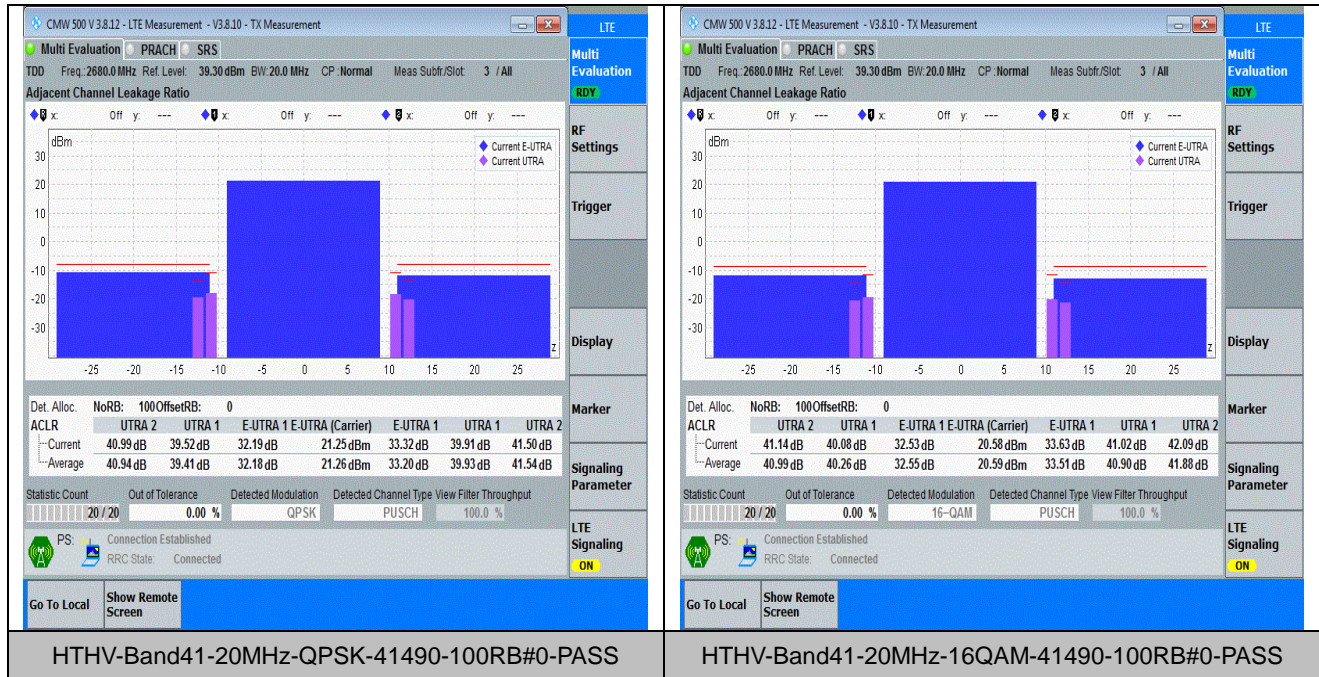 CMW 500 V 3.8.12 - LTE Measurement - V3.8.10 - TX Measurement
LTE
Multi Evaluation PRACH SRS
Multi
Evaluation
RDY
TDD Freq.:2680.0 MHz Ref. Level: 39.30 dBm BW:20.0 MHz CP :Normal Meas Subfr./Slot: 3 / All
Adjacent Channel Leakage Ratio
x: Off y: --- x: Off y: --- x: Off y: ---
dBm
Current E-UTRA
Current UTRA
30
20
10
0
-10
-20
-30
z
-25 -20 -15 -10 -5 0 5 10 15 20 25
RF
Settings
Trigger
Display
Marker
Signaling
Parameter
LTE
Signaling
ON
Det. Alloc. NoRB: 100OffsetRB: 0
ACLR UTRA 2 UTRA 1 E-UTRA 1 E-UTRA (Carrier) E-UTRA 1 UTRA 1 UTRA 2
Current 40.99 dB 39.52 dB 32.19 dB 21.25 dBm 33.32 dB 39.91 dB 41.50 dB
Average 40.94 dB 39.41 dB 32.18 dB 21.26 dBm 33.20 dB 39.93 dB 41.54 dB
Statistic Count Out of Tolerance Detected Modulation Detected Channel Type View Filter Throughput
20 / 20 0.00 % QPSK PUSCH 100.0 %
PS: Connection Established
RRC State: Connected
Go To Local Show Remote
Screen
HTHV-Band41-20MHz-QPSK-41490-100RB#0-PASS
CMW 500 V 3.8.12 - LTE Measurement - V3.8.10 - TX Measurement
LTE
Multi Evaluation PRACH SRS
Multi
Evaluation
RDY
TDD Freq.:2680.0 MHz Ref. Level: 39.30 dBm BW:20.0 MHz CP :Normal Meas Subfr./Slot: 3 / All
Adjacent Channel Leakage Ratio
x: Off y: --- x: Off y: --- x: Off y: ---
dBm
Current E-UTRA
Current UTRA
30
20
10
0
-10
-20
-30
z
-25 -20 -15 -10 -5 0 5 10 15 20 25
RF
Settings
Trigger
Display
Marker
Signaling
Parameter
LTE
Signaling
ON
Det. Alloc. NoRB: 100OffsetRB: 0
ACLR UTRA 2 UTRA 1 E-UTRA 1 E-UTRA (Carrier) E-UTRA 1 UTRA 1 UTRA 2
Current 41.14 dB 40.08 dB 32.53 dB 20.58 dBm 33.63 dB 41.02 dB 42.09 dB
Average 40.99 dB 40.26 dB 32.55 dB 20.59 dBm 33.51 dB 40.90 dB 41.88 dB
Statistic Count Out of Tolerance Detected Modulation Detected Channel Type View Filter Throughput
20 / 20 0.00 % 16-QAM PUSCH 100.0 %
PS: Connection Established
RRC State: Connected
Go To Local Show Remote
Screen
HTHV-Band41-20MHz-16QAM-41490-100RB#0-PASS